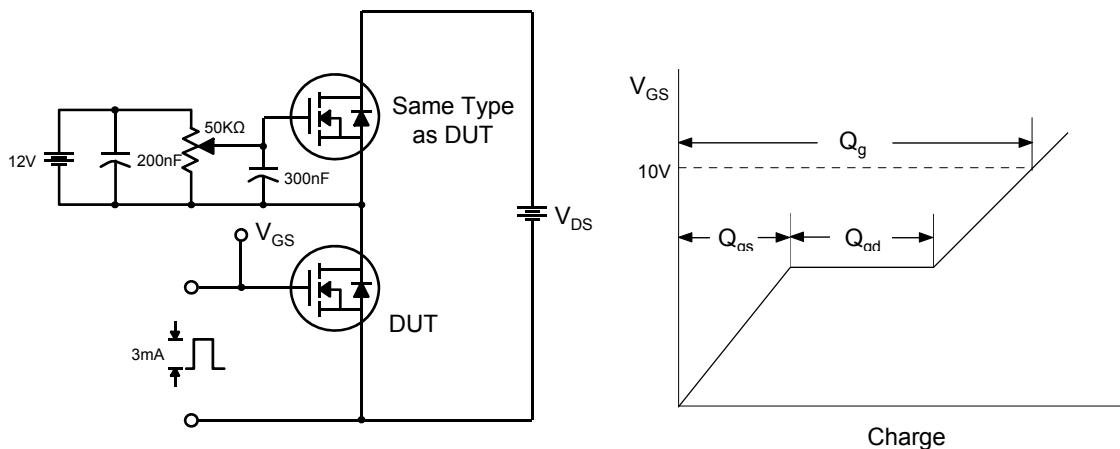 12V
200nF
50KΩ
300nF
Same Type
as DUT
V_DS
V_GS
DUT
3mA
V_GS
Q_g
10V
Q_gs
Q_gd
Charge